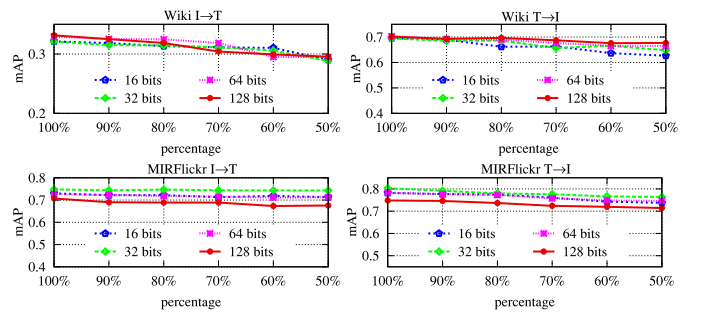 Wiki I→T
mAP
0.3
0.2
16 bits
32 bits
64 bits
128 bits
100% 90% 80% 70% 60% 50%
percentage
Wiki T→I
mAP
0.7
0.6
0.5
0.4
16 bits
32 bits
64 bits
128 bits
100% 90% 80% 70% 60% 50%
percentage
MIRFlickr I→T
mAP
0.8
0.7
0.6
0.5
0.4
16 bits
32 bits
64 bits
128 bits
100% 90% 80% 70% 60% 50%
percentage
MIRFlickr T→I
mAP
0.8
0.7
0.6
0.5
16 bits
32 bits
64 bits
128 bits
100% 90% 80% 70% 60% 50%
percentage